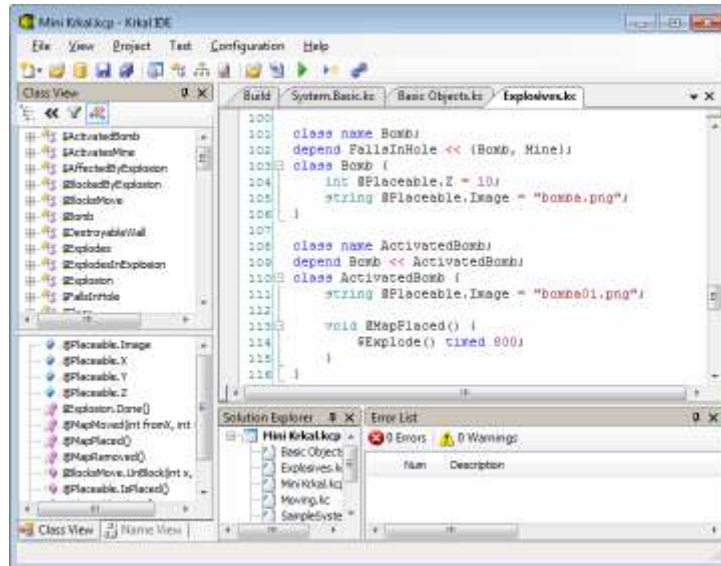 Mini Krkal.kcp - Krkal IDE
File View Project Text Configuration Help
Class View
@ActivatedBomb
@ActivatesMine
@AffectedByExplosion
@BlockedByExplosion
@BlocksMove
@Bomb
@DestroyableWall
@Explodes
@ExplodesInExplosion
@Explosion
@FallsInHole
@Placeable.Image
@Placeable.X
@Placeable.Y
@Placeable.Z
@Explosion.Done()
@MapMoved(int fromX, int
@MapPlaced()
@MapRemoved()
@BlocksMove.UnBlock(int x,
@Placeable.IsPlaced()
Class View Name View
Build System.Basic.kc Basic Objects.kc Explosives.kc
100
101 class name Bomb;
102 depend FallsInHole << {Bomb, Mine};
103 class Bomb {
104 int @Placeable.Z = 10;
105 string @Placeable.Image = "bomba.png";
106 }
107
108 class name ActivatedBomb;
109 depend Bomb << ActivatedBomb;
110 class ActivatedBomb {
111 string @Placeable.Image = "bomba01.png";
112
113 void @MapPlaced() {
114 @Explode() timed 800;
115 }
116 }
Solution Explorer
Mini Krkal.kcp
Basic Objects
Explosives.k
Mini Krkal.kc
Moving.kc
SampleSyste
Error List
0 Errors 0 Warnings
Num Description